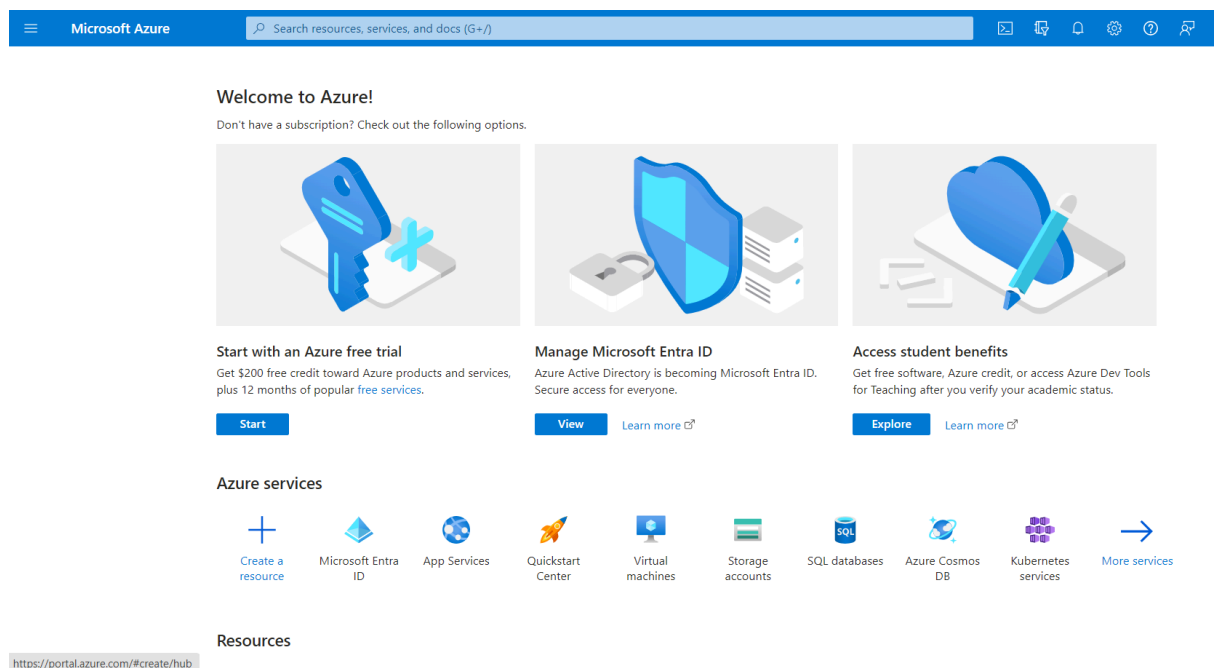 Microsoft Azure
Search resources, services, and docs (G+/)
Welcome to Azure!
Don't have a subscription? Check out the following options.
Start with an Azure free trial
Get $200 free credit toward Azure products and services,
plus 12 months of popular free services.
Start
Manage Microsoft Entra ID
Azure Active Directory is becoming Microsoft Entra ID.
Secure access for everyone.
View Learn more
Access student benefits
Get free software, Azure credit, or access Azure Dev Tools
for Teaching after you verify your academic status.
Explore Learn more
Azure services
Create a
resource
Microsoft Entra
ID
App Services
Quickstart
Center
Virtual
machines
Storage
accounts
SQL
SQL databases
Azure Cosmos
DB
Kubernetes
services
More services
Resources
https://portal.azure.com/#create/hub